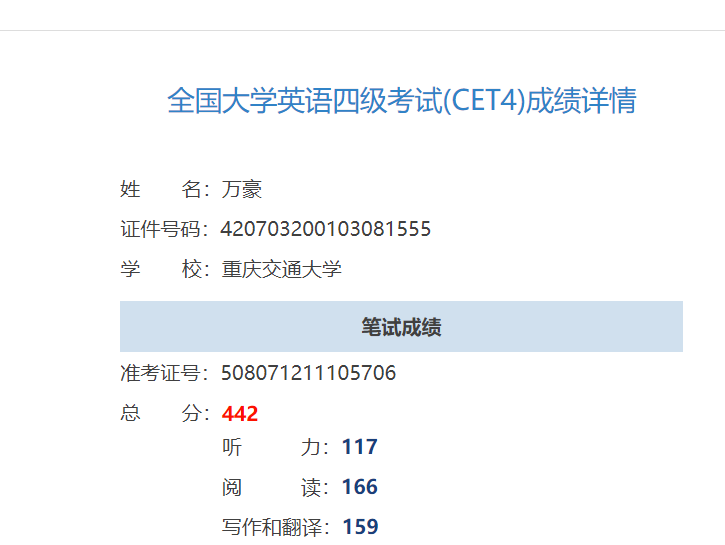 全国大学英语四级考试(CET4)成绩详情
姓 名：万豪
证件号码：420703200103081555
学 校：重庆交通大学
笔试成绩
准考证号：508071211105706
总 分：442
听 力：117
阅 读：166
写作和翻译：159